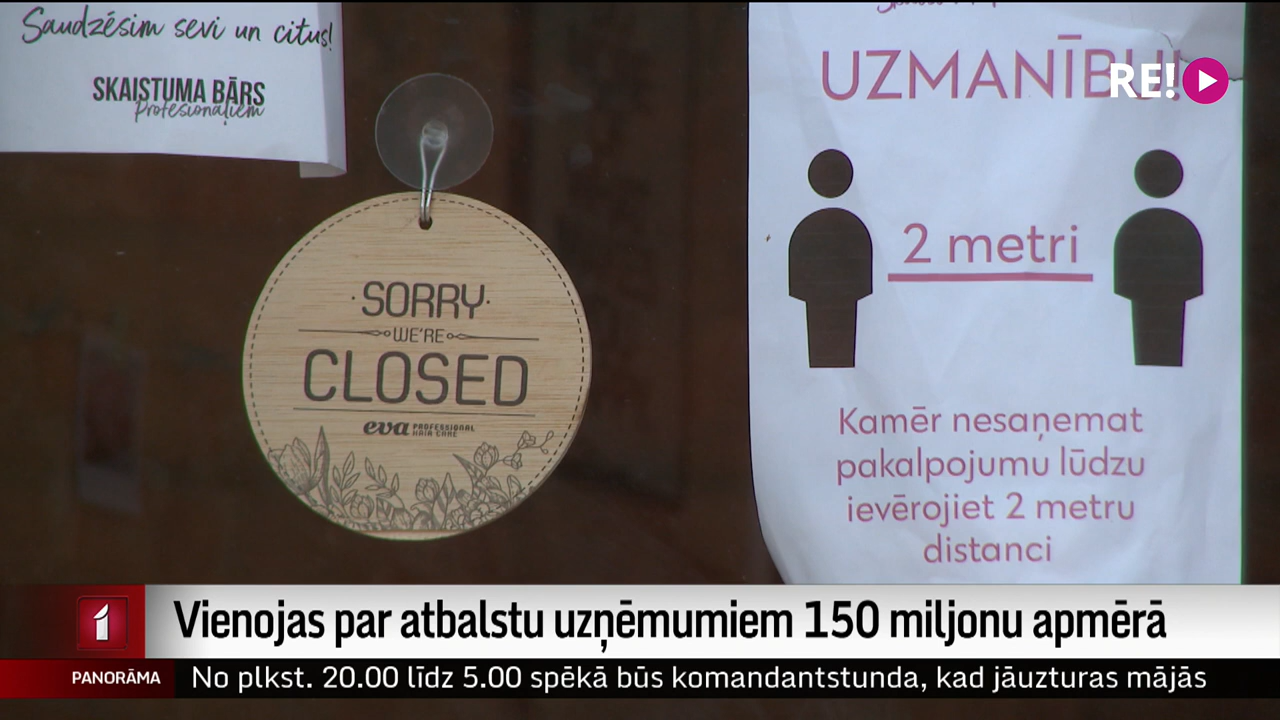 Saudzēsim sevi un citus!
SKAISTUMA BĀRS
Profesionāļiem
SORRY
WE'RE
CLOSED
eva PROFESSIONAL HAIR CARE
UZMANĪBU!
RE!
2 metri
Kamēr nesaņemat
pakalpojumu lūdzu
ievērojiet 2 metru
distanci
1
Vienojas par atbalstu uzņēmumiem 150 miljonu apmērā
PANORĀMA
No plkst. 20.00 līdz 5.00 spēkā būs komandantstunda, kad jāuzturas mājās